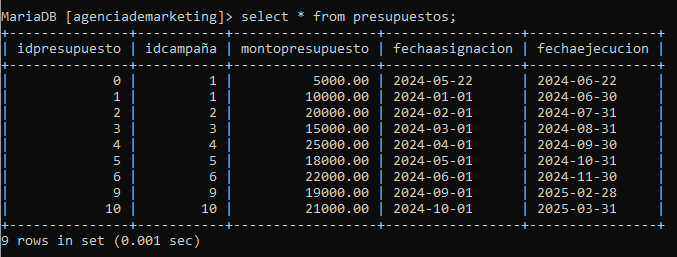 MariaDB [agenciademarketing]> select * from presupuestos;
+---------------+-----------+------------------+-----------------+----------------+
| idpresupuesto | idcampaña | montopresupuesto | fechaasignacion | fechaejecucion |
+---------------+-----------+------------------+-----------------+----------------+
| 0 | 1 | 5000.00 | 2024-05-22 | 2024-06-22 |
| 1 | 1 | 10000.00 | 2024-01-01 | 2024-06-30 |
| 2 | 2 | 20000.00 | 2024-02-01 | 2024-07-31 |
| 3 | 3 | 15000.00 | 2024-03-01 | 2024-08-31 |
| 4 | 4 | 25000.00 | 2024-04-01 | 2024-09-30 |
| 5 | 5 | 18000.00 | 2024-05-01 | 2024-10-31 |
| 6 | 6 | 22000.00 | 2024-06-01 | 2024-11-30 |
| 9 | 9 | 19000.00 | 2024-09-01 | 2025-02-28 |
| 10 | 10 | 21000.00 | 2024-10-01 | 2025-03-31 |
+---------------+-----------+------------------+-----------------+----------------+
9 rows in set (0.001 sec)